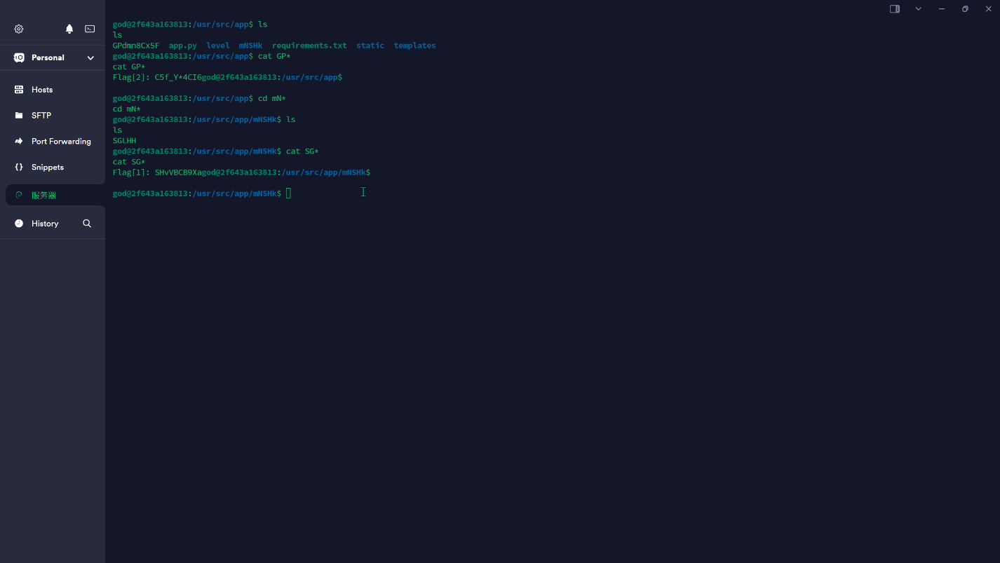 Personal
Hosts
SFTP
Port Forwarding
{} Snippets
服务器
History
god@2f643a163813:/usr/src/app$ ls
ls
GPdmn8Cx5F  app.py  level  mNSHk  requirements.txt  static  templates
god@2f643a163813:/usr/src/app$ cat GP*
cat GP*
Flag[2]: C5f_Y*4CI6god@2f643a163813:/usr/src/app$
god@2f643a163813:/usr/src/app$ cd mN*
cd mN*
god@2f643a163813:/usr/src/app/mNSHk$ ls
ls
SGLHH
god@2f643a163813:/usr/src/app/mNSHk$ cat SG*
cat SG*
Flag[1]: SHvVBCB9Xagod@2f643a163813:/usr/src/app/mNSHk$
god@2f643a163813:/usr/src/app/mNSHk$